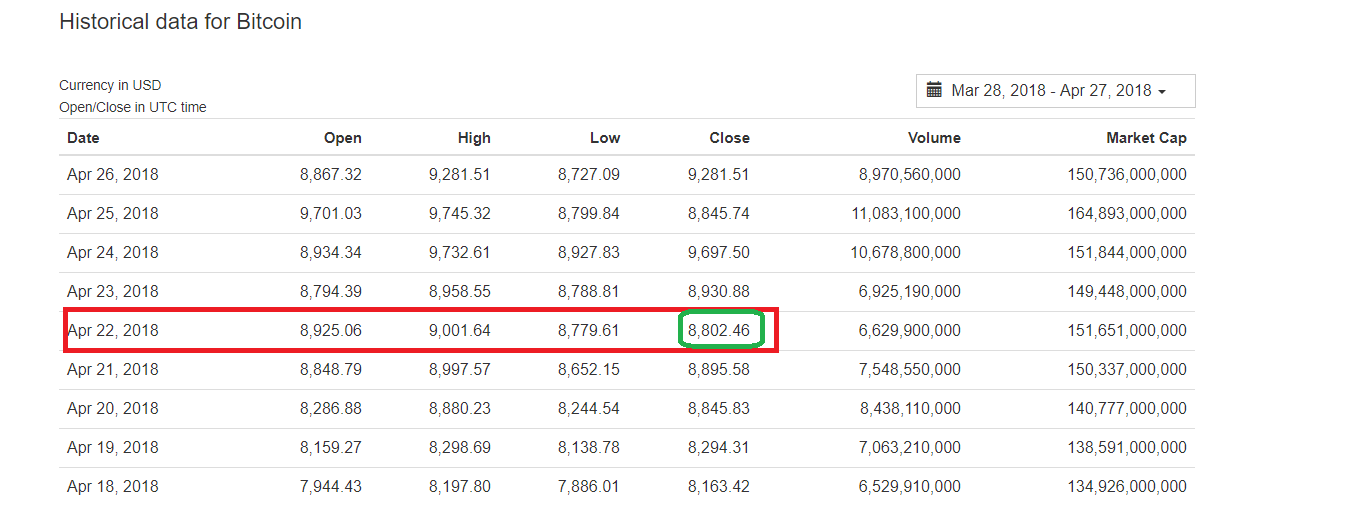 Historical data for Bitcoin
Currency in USD
Mar 28, 2018 - Apr 27, 2018
Open/Close in UTC time
Date Open High Low Close Volume Market Cap
Apr 26, 2018 8,867.32 9,281.51 8,727.09 9,281.51 8,970,560,000 150,736,000,000
Apr 25, 2018 9,701.03 9,745.32 8,799.84 8,845.74 11,083,100,000 164,893,000,000
Apr 24, 2018 8,934.34 9,732.61 8,927.83 9,697.50 10,678,800,000 151,844,000,000
Apr 23, 2018 8,794.39 8,958.55 8,788.81 8,930.88 6,925,190,000 149,448,000,000
Apr 22, 2018 8,925.06 9,001.64 8,779.61 8,802.46 6,629,900,000 151,651,000,000
Apr 21, 2018 8,848.79 8,997.57 8,652.15 8,895.58 7,548,550,000 150,337,000,000
Apr 20, 2018 8,286.88 8,880.23 8,244.54 8,845.83 8,438,110,000 140,777,000,000
Apr 19, 2018 8,159.27 8,298.69 8,138.78 8,294.31 7,063,210,000 138,591,000,000
Apr 18, 2018 7,944.43 8,197.80 7,886.01 8,163.42 6,529,910,000 134,926,000,000